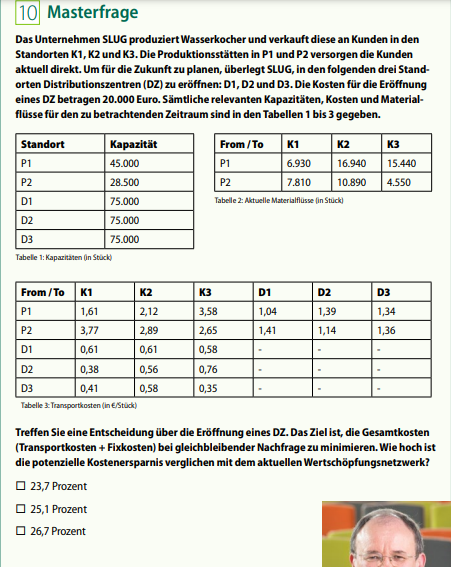 10 Masterfrage
Das Unternehmen SLUG produziert Wasserkocher und verkauft diese an Kunden in den
Standorten K1, K2 und K3. Die Produktionsstätten in P1 und P2 versorgen die Kunden
aktuell direkt. Um für die Zukunft zu planen, überlegt SLUG, in den folgenden drei Stand-
orten Distributionszentren (DZ) zu eröffnen: D1, D2 und D3. Die Kosten für die Eröffnung
eines DZ betragen 20.000 Euro. Sämtliche relevanten Kapazitäten, Kosten und Material-
flüsse für den zu betrachtenden Zeitraum sind in den Tabellen 1 bis 3 gegeben.
Standort Kapazität
P1 45.000
P2 28.500
D1 75.000
D2 75.000
D3 75.000
Tabelle 1: Kapazitäten (in Stück)
From / To K1 K2 K3
P1 6.930 16.940 15.440
P2 7.810 10.890 4.550
Tabelle 2: Aktuelle Materialflüsse (in Stück)
From / To K1 K2 K3 D1 D2 D3
P1 1,61 2,12 3,58 1,04 1,39 1,34
P2 3,77 2,89 2,65 1,41 1,14 1,36
D1 0,61 0,61 0,58 - - -
D2 0,38 0,56 0,76 - - -
D3 0,41 0,58 0,35 - - -
Tabelle 3: Transportkosten (in €/Stück)
Treffen Sie eine Entscheidung über die Eröffnung eines DZ. Das Ziel ist, die Gesamtkosten
(Transportkosten + Fixkosten) bei gleichbleibender Nachfrage zu minimieren. Wie hoch ist
die potenzielle Kostenersparnis verglichen mit dem aktuellen Wertschöpfungsnetzwerk?
☐ 23,7 Prozent
☐ 25,1 Prozent
☐ 26,7 Prozent